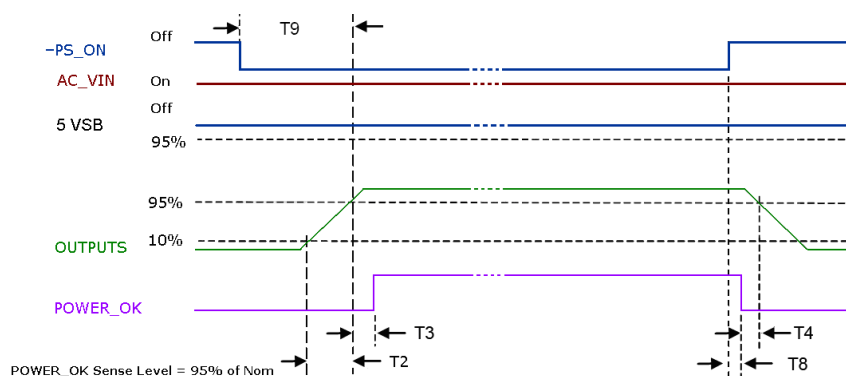 Off
T9
–PS_ON
AC_VIN
On
Off
5 VSB
95%
95%
10%
OUTPUTS
POWER_OK
T3
T4
T2
T8
POWER_OK Sense Level = 95% of Nom